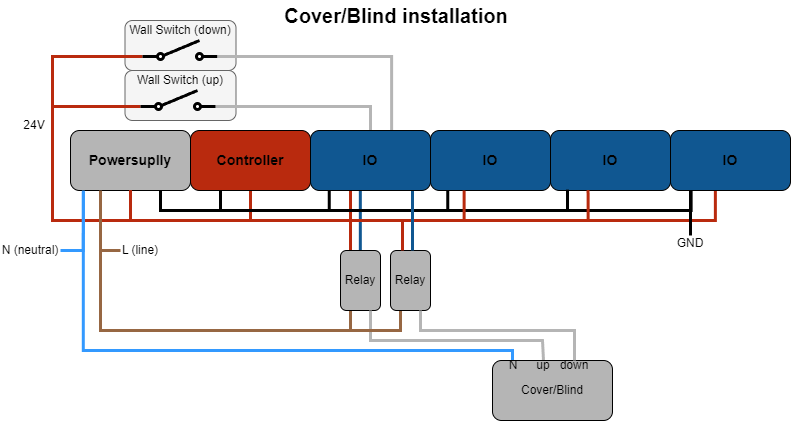 Cover/Blind installation
Wall Switch (down)
Wall Switch (up)
24V
Powersuplly
Controller
IO
IO
IO
IO
N (neutral)
L (line)
GND
Relay
Relay
N
up
down
Cover/Blind